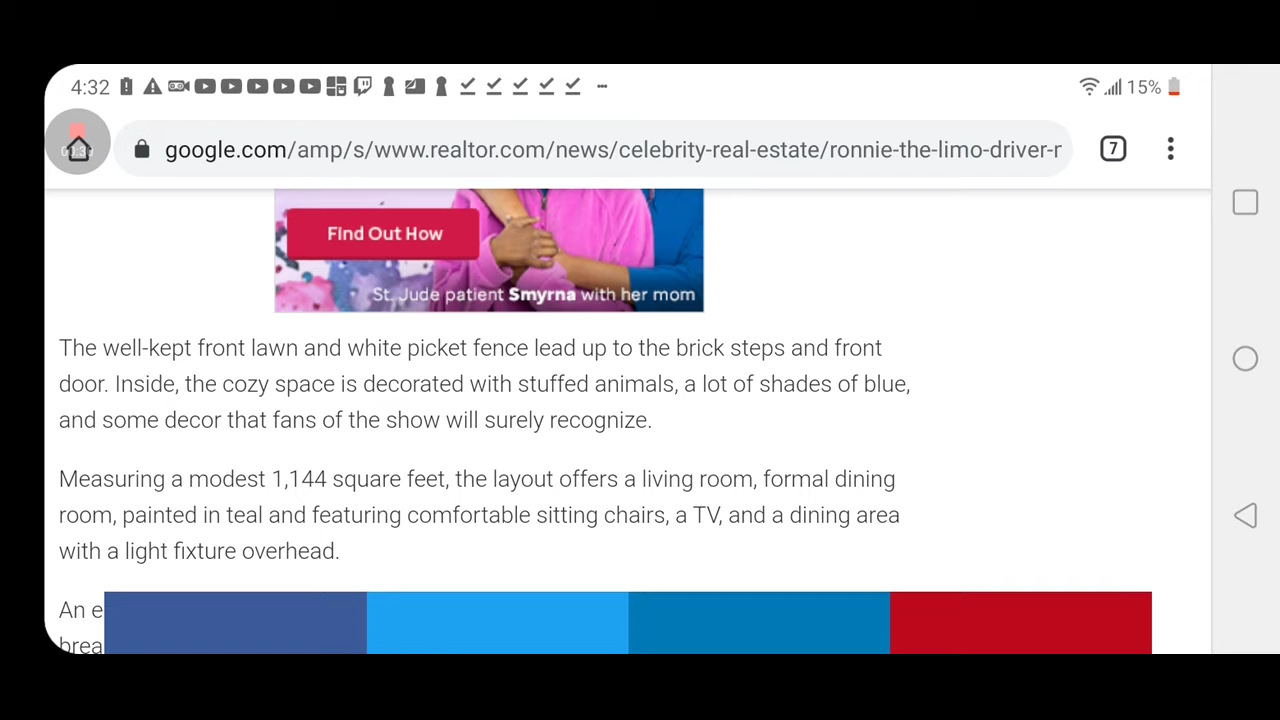 4:32
15%
google.com/amp/s/www.realtor.com/news/celebrity-real-estate/ronnie-the-limo-driver-r
7
Find Out How
St. Jude patient Smyrna with her mom
The well-kept front lawn and white picket fence lead up to the brick steps and front
door. Inside, the cozy space is decorated with stuffed animals, a lot of shades of blue,
and some decor that fans of the show will surely recognize.
Measuring a modest 1,144 square feet, the layout offers a living room, formal dining
room, painted in teal and featuring comfortable sitting chairs, a TV, and a dining area
with a light fixture overhead.
An e
brea